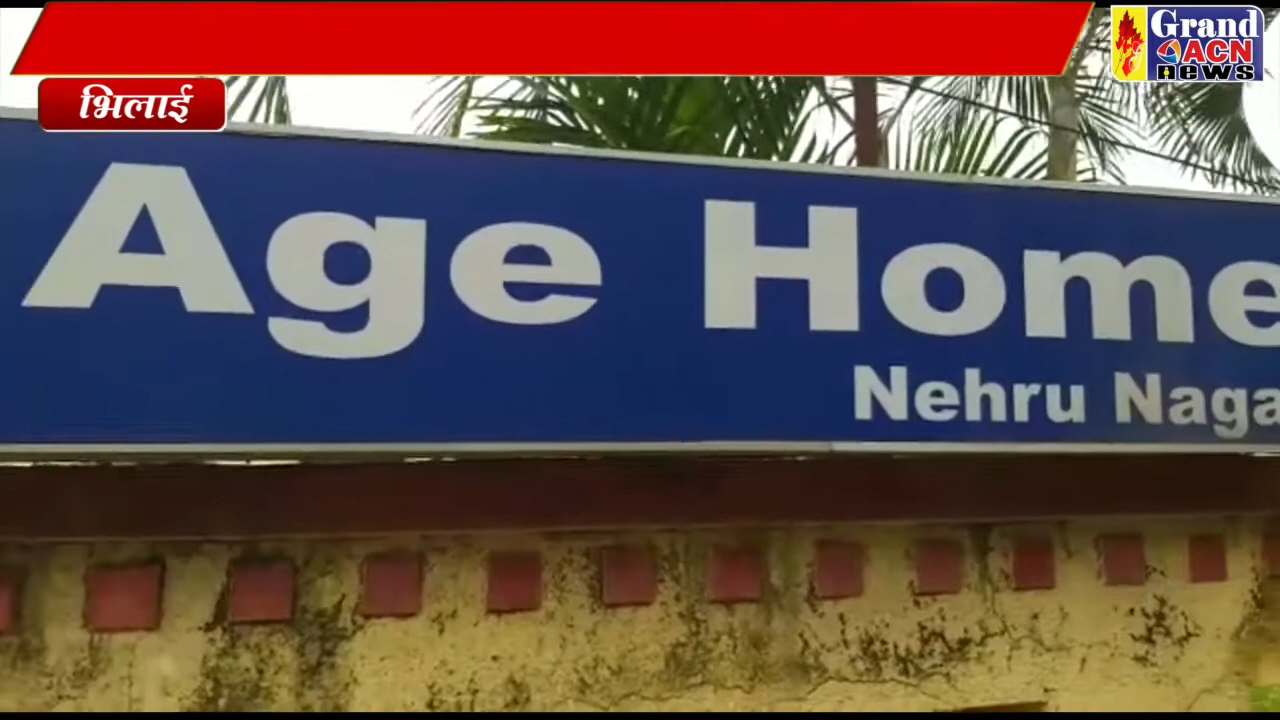 Grand
ACN
news
भिलाई
Age Home
Nehru Naga